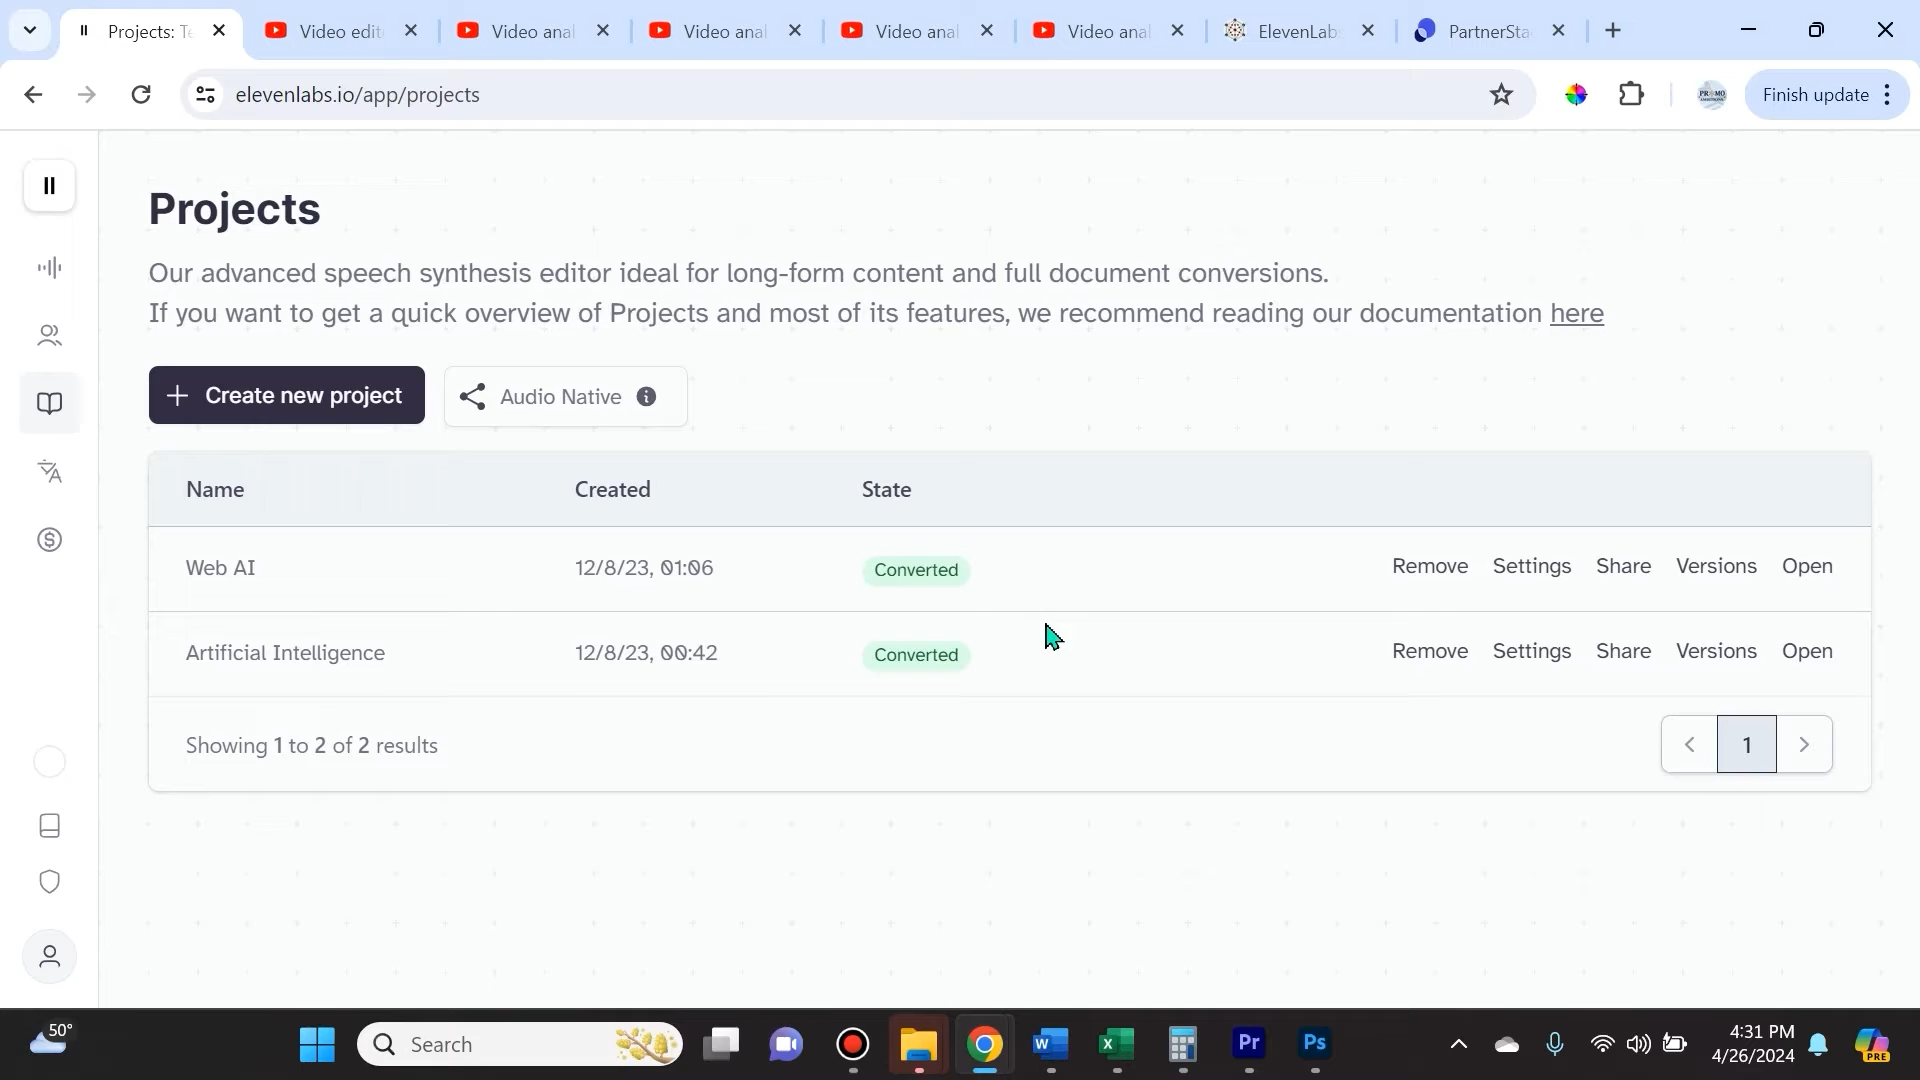 Projects: Te
Video edit
Video anal
Video anal
Video anal
Video anal
ElevenLabs
PartnerSta
elevenlabs.io/app/projects
Finish update
Projects
Our advanced speech synthesis editor ideal for long-form content and full document conversions.
If you want to get a quick overview of Projects and most of its features, we recommend reading our documentation here
Create new project
Audio Native
Name Created State
Web AI 12/8/23, 01:06 Converted Remove Settings Share Versions Open
Artificial Intelligence 12/8/23, 00:42 Converted Remove Settings Share Versions Open
Showing 1 to 2 of 2 results
1
50°
Search
Pr
Ps
4:31 PM
4/26/2024
PRE